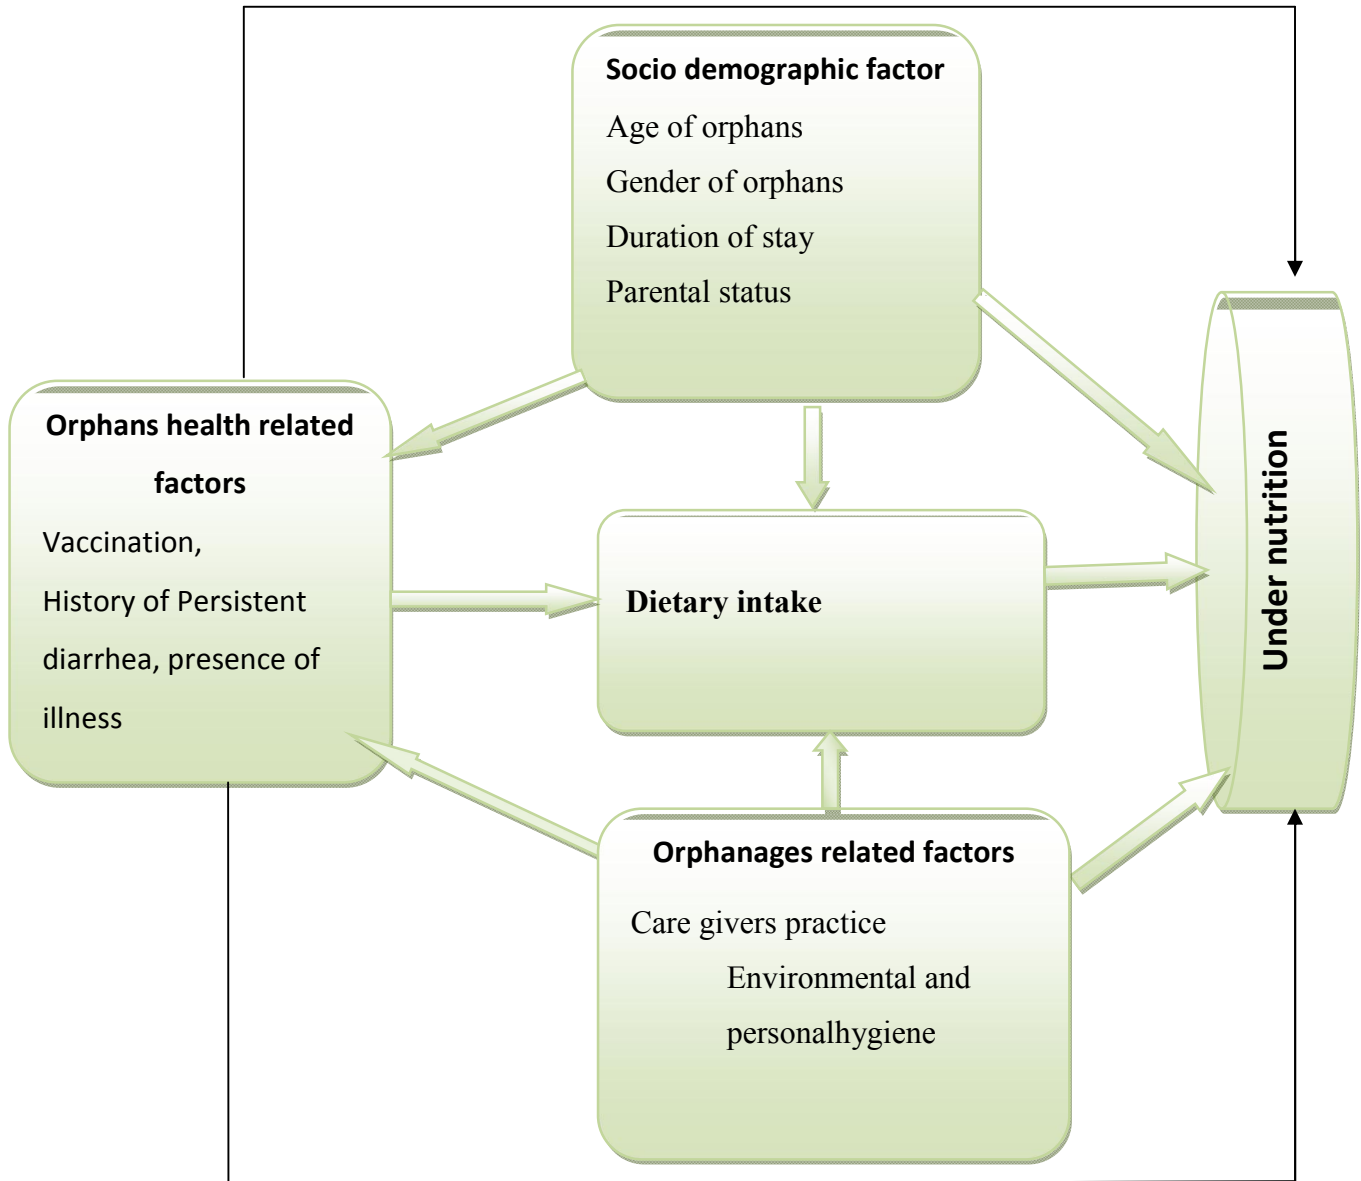 Socio demographic factor
Age of orphans
Gender of orphans
Duration of stay
Parental status
Orphans health related
factors
Vaccination,
History of Persistent
diarrhea, presence of
illness
Dietary intake
Under nutrition
Orphanages related factors
Care givers practice
Environmental and
personalhygiene